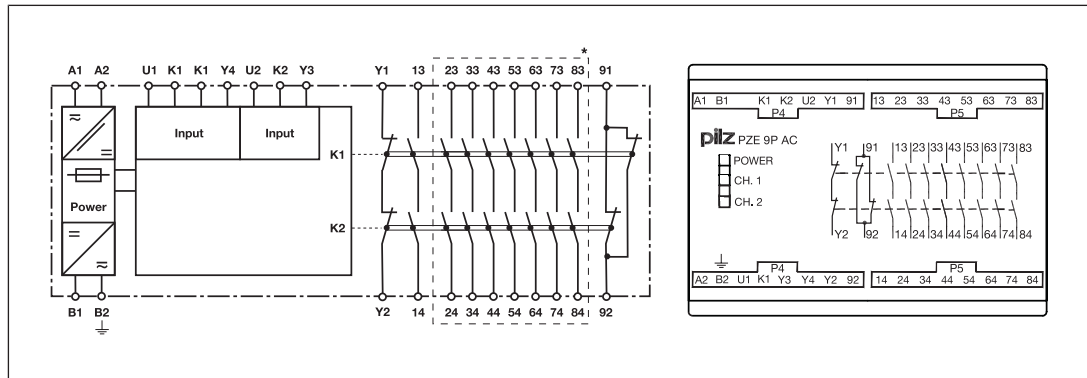 *
A1 A2 U1 K1 K1 Y4 U2 K2 Y3 Y1 13 23 33 43 53 63 73 83 91
Input Input
K1
Power
K2
B1 B2 Y2 14 24 34 44 54 64 74 84 92
A1 B1 K1 K2 U2 Y1 91 13 23 33 43 53 63 73 83
P4 P5
pilz PZE 9P AC
POWER
CH. 1
CH. 2
Y1 91 13 23 33 43 53 63 73 83
Y2 92 14 24 34 44 54 64 74 84
P4 P5
A2 B2 U1 K1 Y3 Y4 Y2 92 14 24 34 44 54 64 74 84